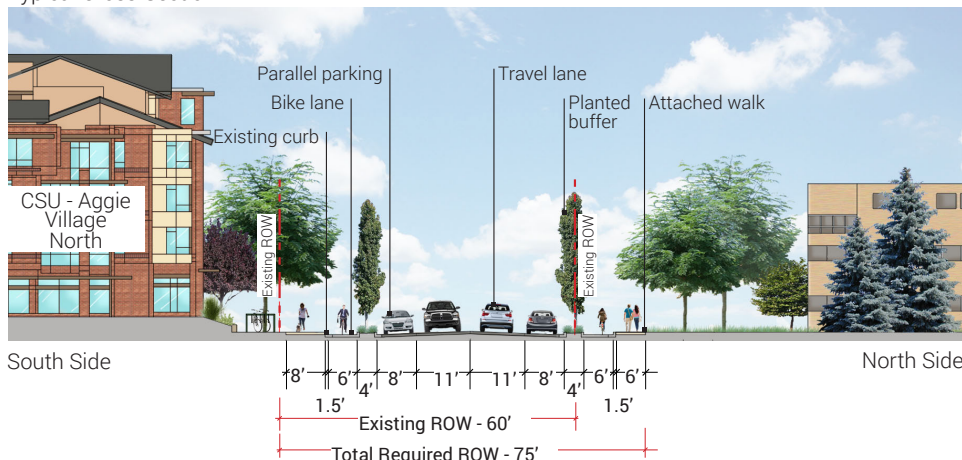 Parallel parking
Travel lane
Bike lane
Planted
buffer
Attached walk
Existing curb
CSU - Aggie
Village
North
Existing ROW
Existing ROW
South Side
North Side
8’ 6’ 8’ 11’ 11’ 8’ 6’ 6’
4’ 4’
1.5’ 1.5’
Existing ROW - 60’
Total Required ROW - 75’